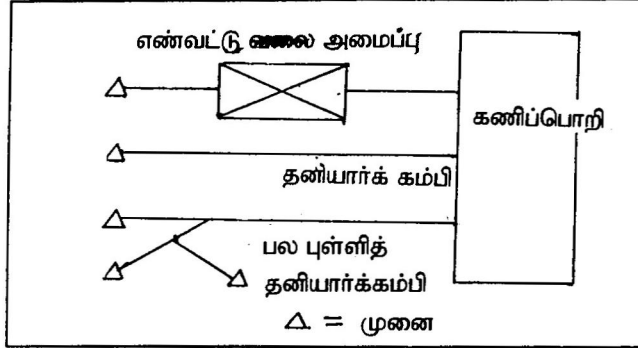 எண்வட்டு வலை அமைப்பு
கணிப்பொறி
தனியார்க் கம்பி
பல புள்ளித்
தனியார்க்கம்பி
△ = முனை